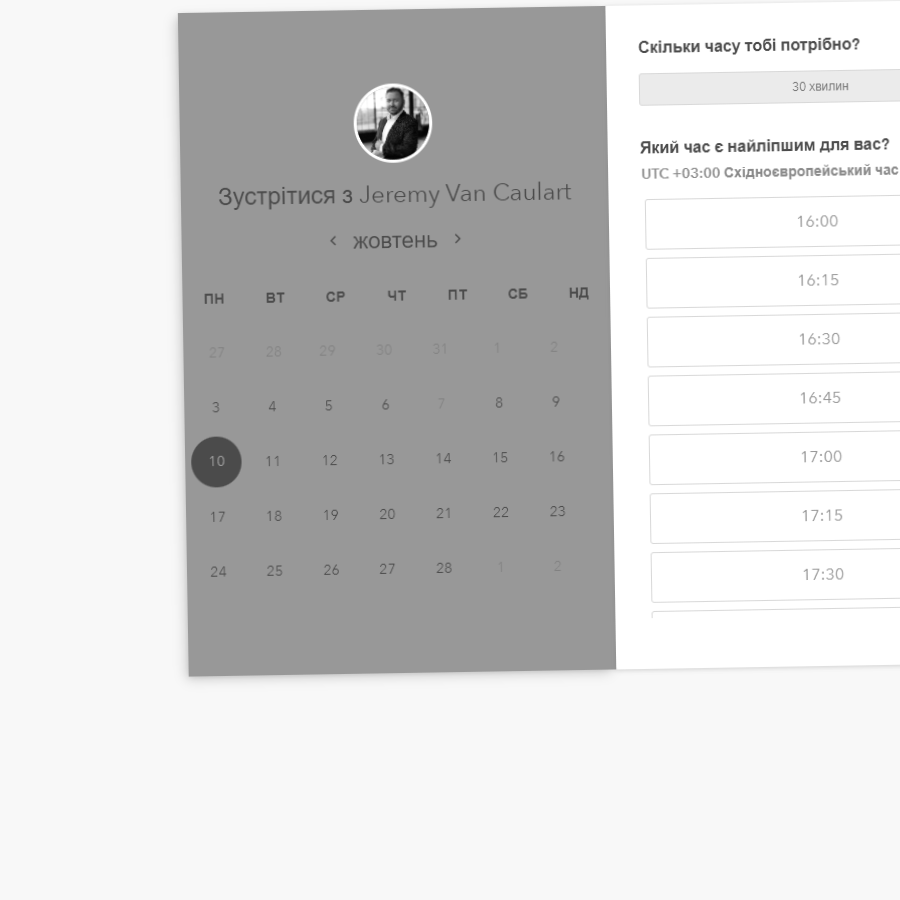 Зустрітися з Jeremy Van Caulart
жовтень
ПН ВТ СР ЧТ ПТ СБ НД
27 28 29 30 31 1 2
3 4 5 6 7 8 9
10 11 12 13 14 15 16
17 18 19 20 21 22 23
24 25 26 27 28 1 2
Скільки часу тобі потрібно?
30 хвилин
Який час є найліпшим для вас?
UTC +03:00 Східноєвропейський час
16:00
16:15
16:30
16:45
17:00
17:15
17:30